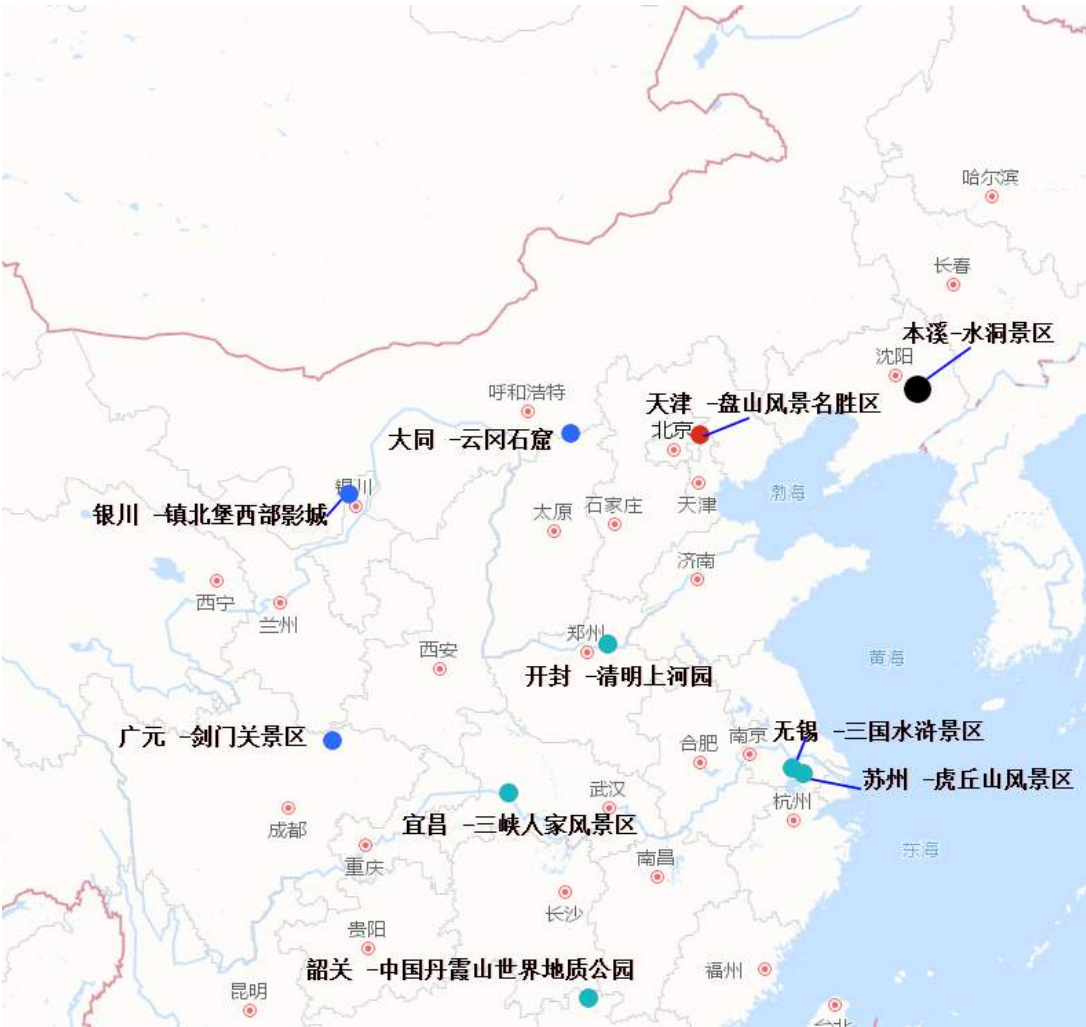 哈尔滨
长春
本溪-水洞景区
沈阳
呼和浩特
天津 -盘山风景名胜区
北京
大同 -云冈石窟
银川
渤海
银川 -镇北堡西部影城
太原
石家庄
天津
济南
西宁
兰州
郑州
西安
黄海
开封 -清明上河园
广元 -剑门关景区
合肥
南京
无锡 -三国水浒景区
苏州 -虎丘山风景区
武汉
杭州
成都
宜昌 -三峡人家风景区
东海
重庆
南昌
长沙
贵阳
韶关 -中国丹霞山世界地质公园
福州
昆明
台北